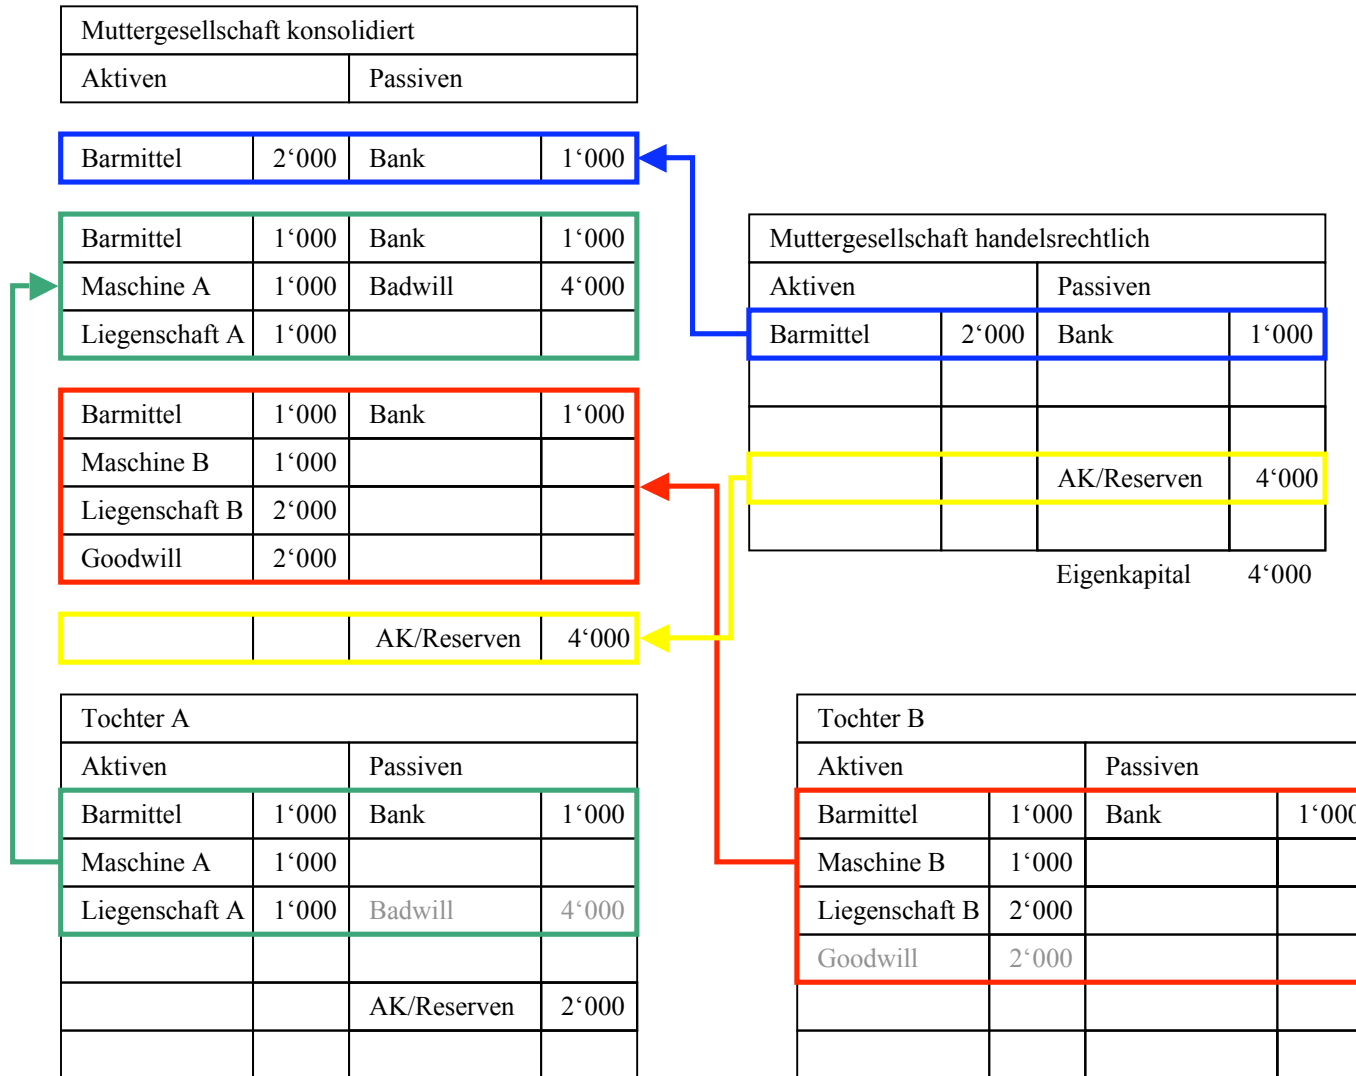 Muttergesellschaft konsolidiert
Aktiven Passiven
Barmittel 2‘000 Bank 1‘000
Barmittel 1‘000 Bank 1‘000
Maschine A 1‘000 Badwill 4‘000
Liegenschaft A 1‘000
Barmittel 1‘000 Bank 1‘000
Maschine B 1‘000
Liegenschaft B 2‘000
Goodwill 2‘000
AK/Reserven 4‘000
Muttergesellschaft handelsrechtlich
Aktiven Passiven
Barmittel 2‘000 Bank 1‘000
AK/Reserven 4‘000
Eigenkapital 4‘000
Tochter A
Aktiven Passiven
Barmittel 1‘000 Bank 1‘000
Maschine A 1‘000
Liegenschaft A 1‘000 Badwill 4‘000
AK/Reserven 2‘000
Tochter B
Aktiven Passiven
Barmittel 1‘000 Bank 1‘000
Maschine B 1‘000
Liegenschaft B 2‘000
Goodwill 2‘000